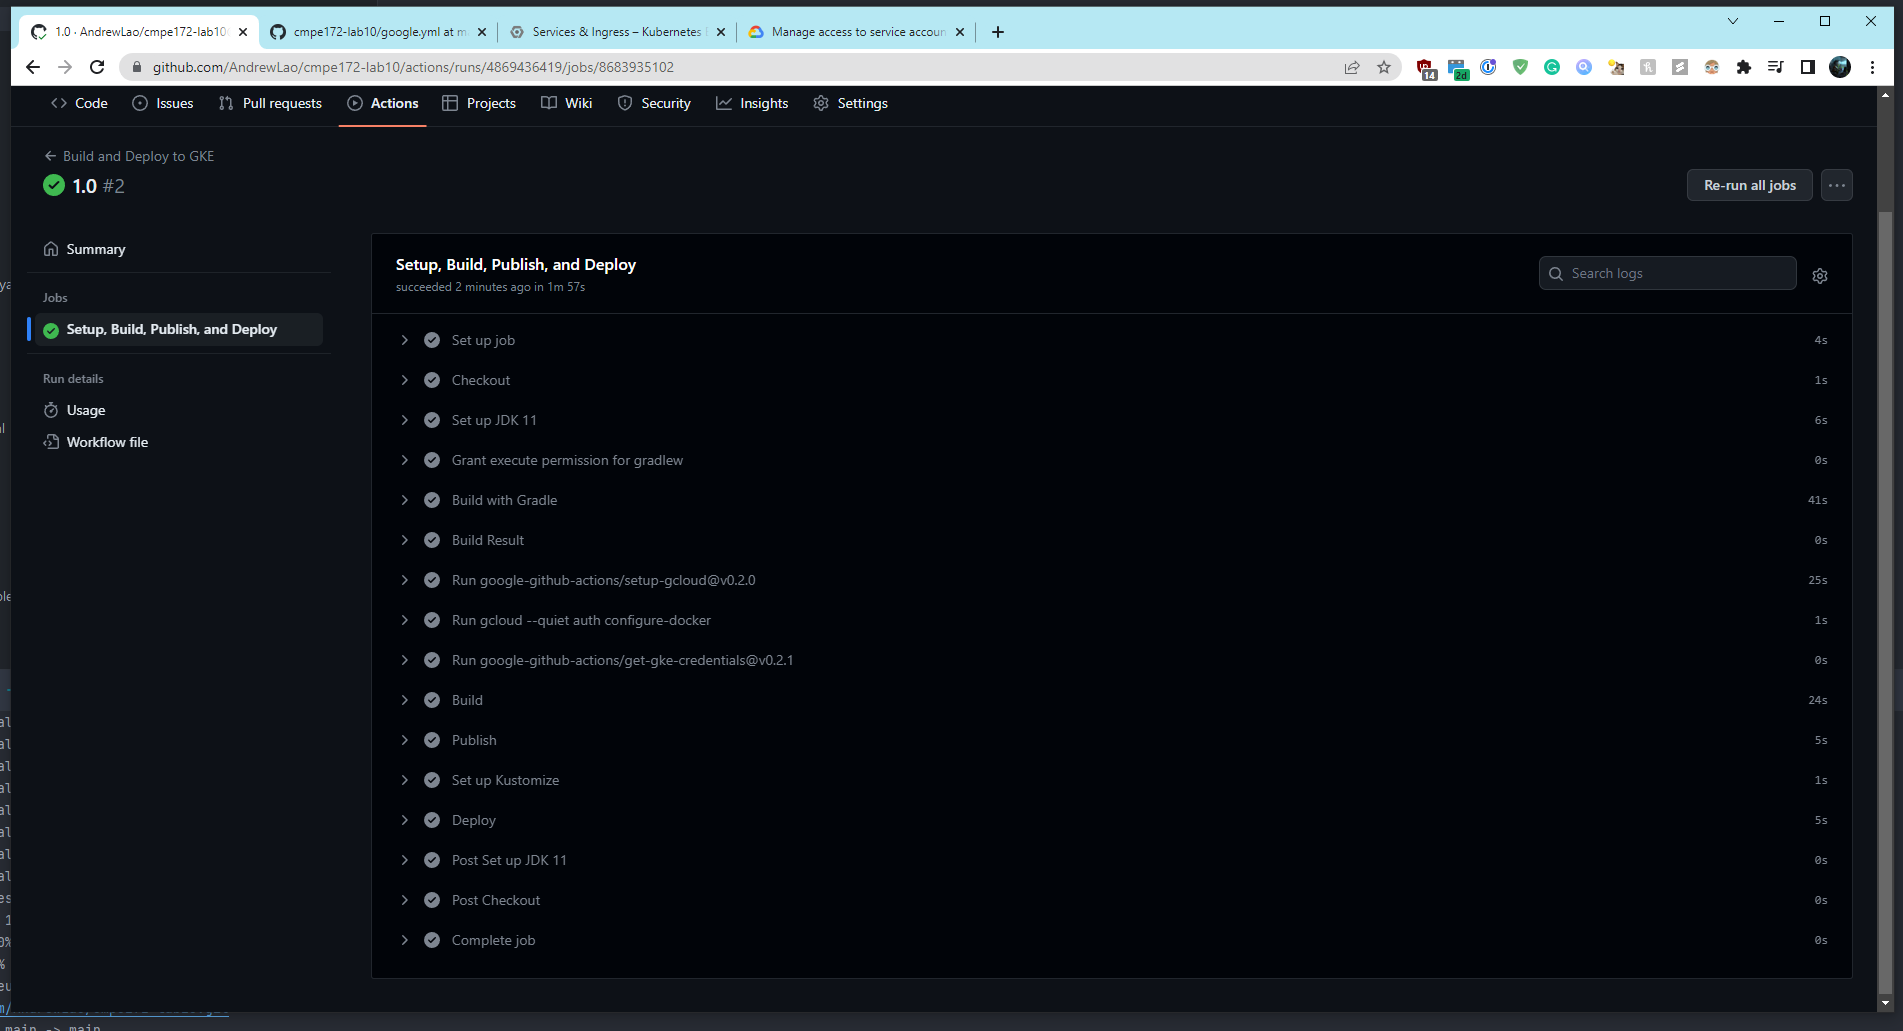 1.0 · AndrewLao/cmpe172-lab10
cmpe172-lab10/google.yml at m
Services & Ingress – Kubernetes
Manage access to service accoun
github.com/AndrewLao/cmpe172-lab10/actions/runs/4869436419/jobs/8683935102
14
2d
Code
Issues
Pull requests
Actions
Projects
Wiki
Security
Insights
Settings
← Build and Deploy to GKE
1.0 #2
Re-run all jobs
Summary
Jobs
Setup, Build, Publish, and Deploy
Run details
Usage
Workflow file
Setup, Build, Publish, and Deploy
succeeded 2 minutes ago in 1m 57s
Search logs
Set up job 4s
Checkout 1s
Set up JDK 11 6s
Grant execute permission for gradlew 0s
Build with Gradle 41s
Build Result 0s
Run google-github-actions/setup-gcloud@v0.2.0 25s
Run gcloud --quiet auth configure-docker 1s
Run google-github-actions/get-gke-credentials@v0.2.1 0s
Build 24s
Publish 5s
Set up Kustomize 1s
Deploy 5s
Post Set up JDK 11 0s
Post Checkout 0s
Complete job 0s
main -> main